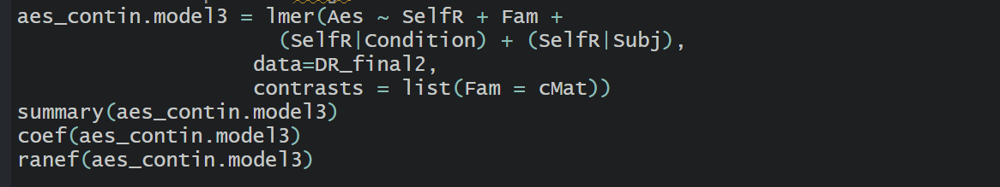 aes_contin.model3 = lmer(Aes ~ SelfR + Fam +
(SelfR|Condition) + (SelfR|Subj),
data=DR_final2,
contrasts = list(Fam = cMat))
summary(aes_contin.model3)
coef(aes_contin.model3)
ranef(aes_contin.model3)